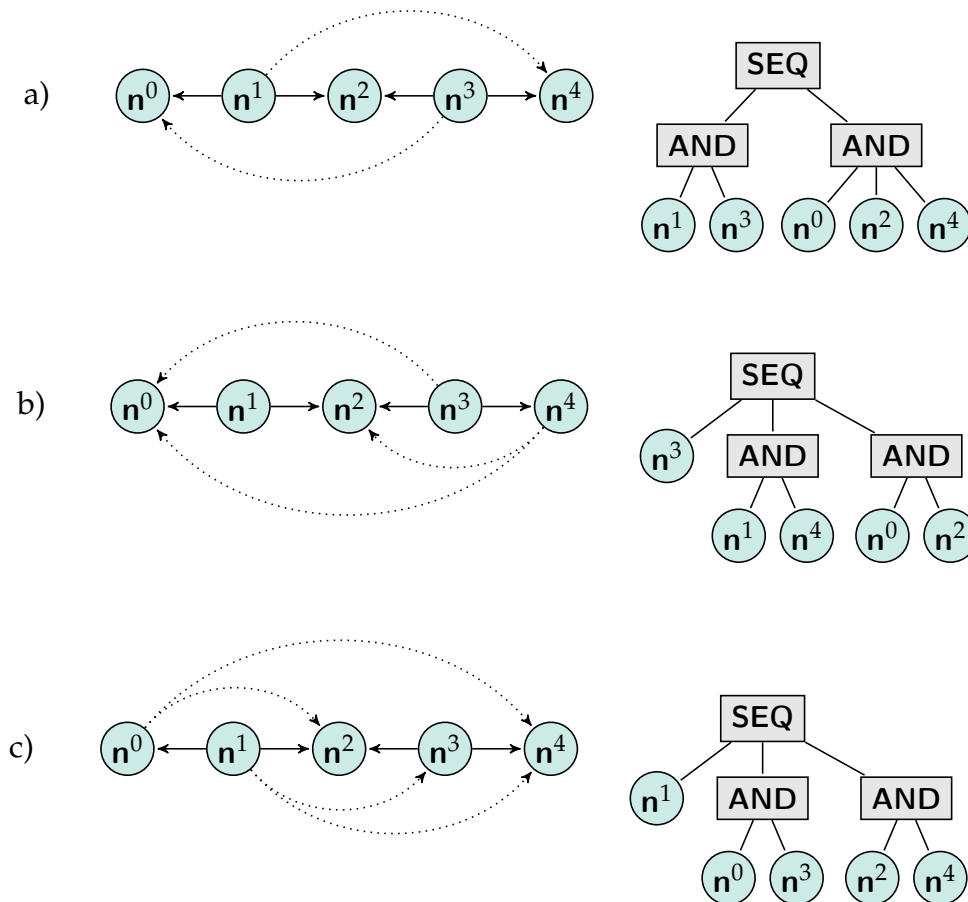 a)
n⁰ n¹ n² n³ n⁴
SEQ
AND AND
n¹ n³ n⁰ n² n⁴
b)
n⁰ n¹ n² n³ n⁴
SEQ
n³ AND AND
n¹ n⁴ n⁰ n²
c)
n⁰ n¹ n² n³ n⁴
SEQ
n¹ AND AND
n⁰ n³ n² n⁴